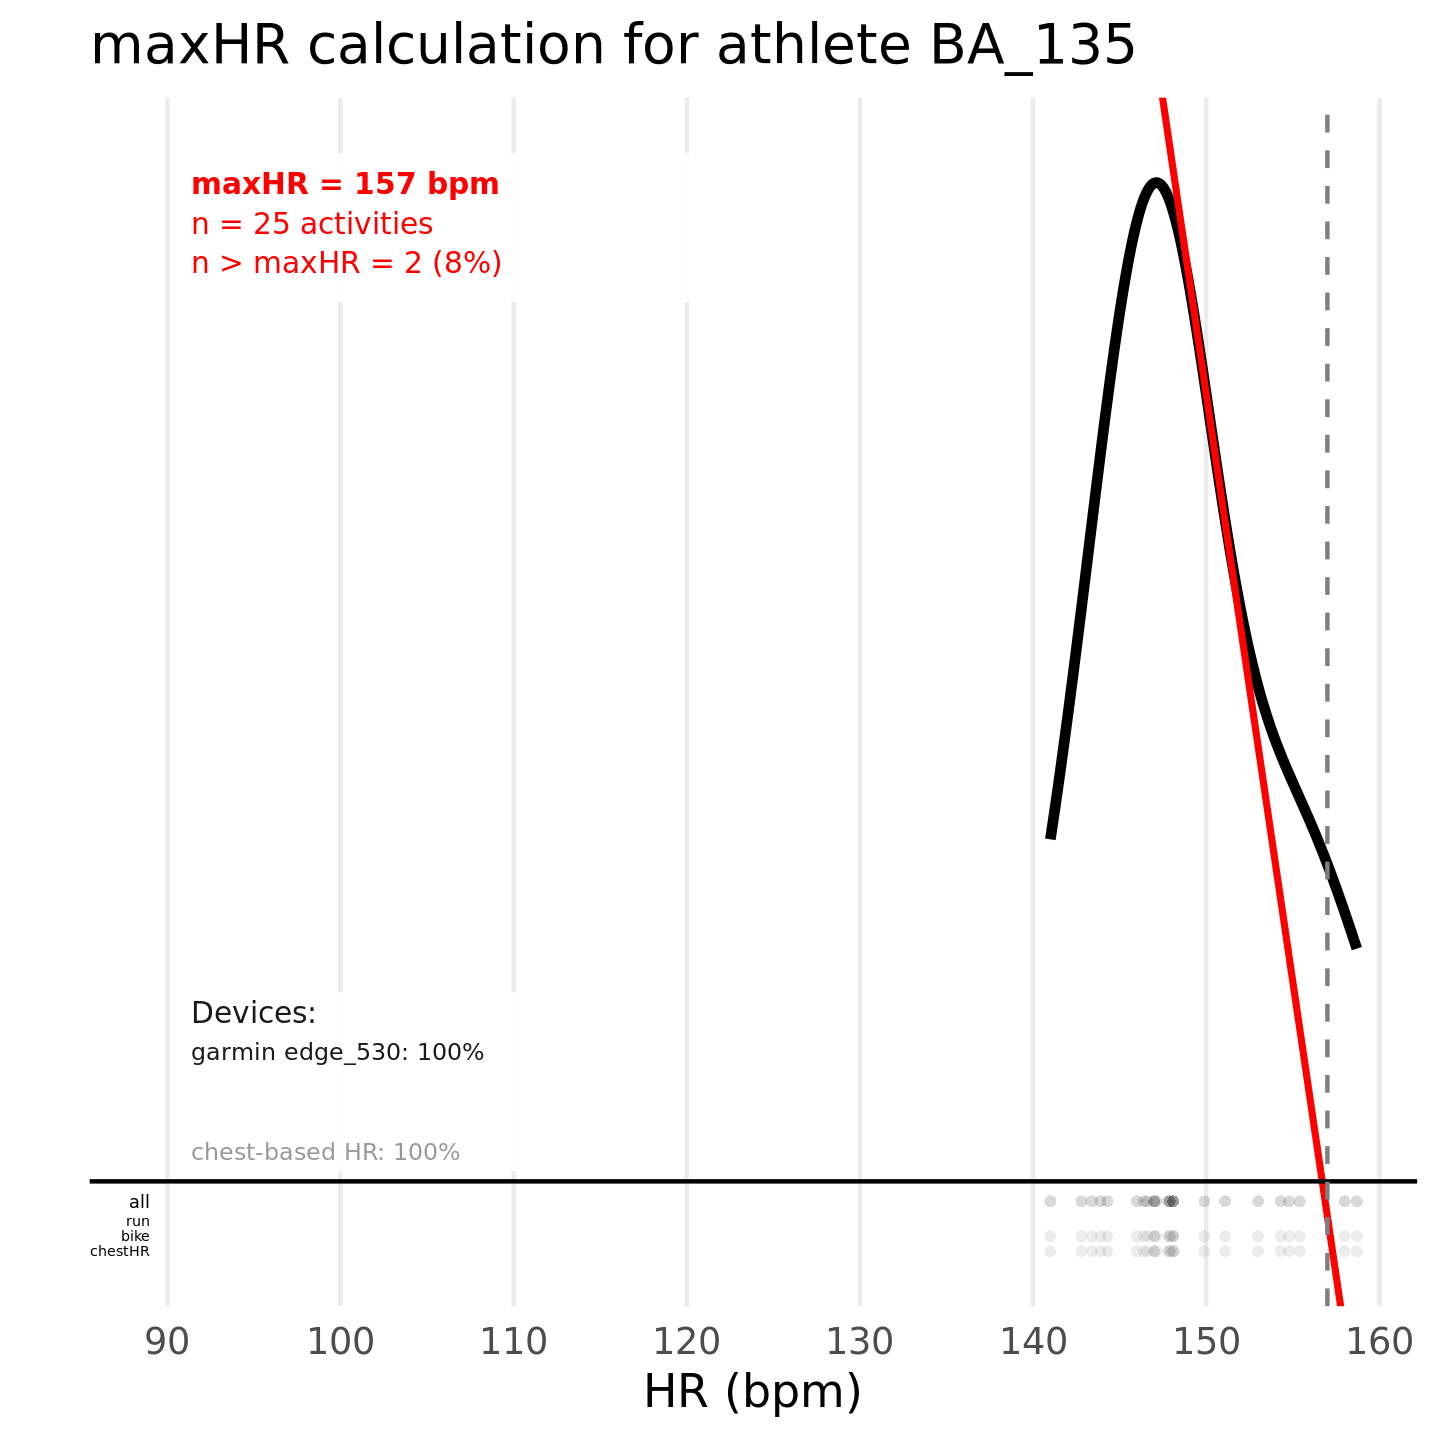 maxHR calculation for athlete BA_135
maxHR = 157 bpm
n = 25 activities
n > maxHR = 2 (8%)
Devices:
garmin edge_530: 100%
chest-based HR: 100%
all
run
bike
chestHR
90 100 110 120 130 140 150 160
HR (bpm)